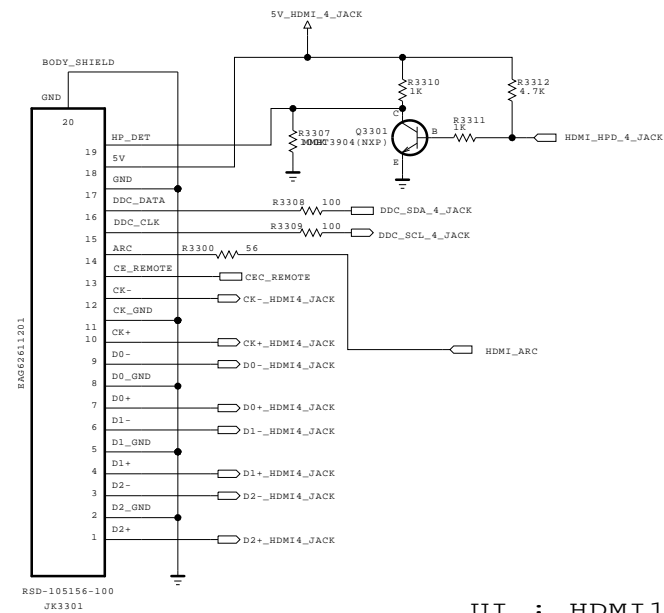 5V_HDMI_4_JACK
BODY_SHIELD
GND
20
R3310
1K
R3312
4.7K
C
R3307
Q3301
MMBT3904(NXP)
B
E
R3311
1K
HDMI_HPD_4_JACK
HP_DET
19
5V
18
GND
17
DDC_DATA
16
R3308 100
DDC_SDA_4_JACK
DDC_CLK
15
R3309 100
DDC_SCL_4_JACK
ARC
14
R3300 56
CE_REMOTE
13
CEC_REMOTE
CK-
12
CK-_HDMI4_JACK
CK_GND
11
CK+
10
CK+_HDMI4_JACK
HDMI_ARC
D0-
9
D0-_HDMI4_JACK
D0_GND
8
D0+
7
D0+_HDMI4_JACK
D1-
6
D1-_HDMI4_JACK
D1_GND
5
D1+
4
D1+_HDMI4_JACK
D2-
3
D2-_HDMI4_JACK
D2_GND
2
D2+
1
D2+_HDMI4_JACK
EAG62611201
RSD-105156-100
JK3301
UI : HDMI1